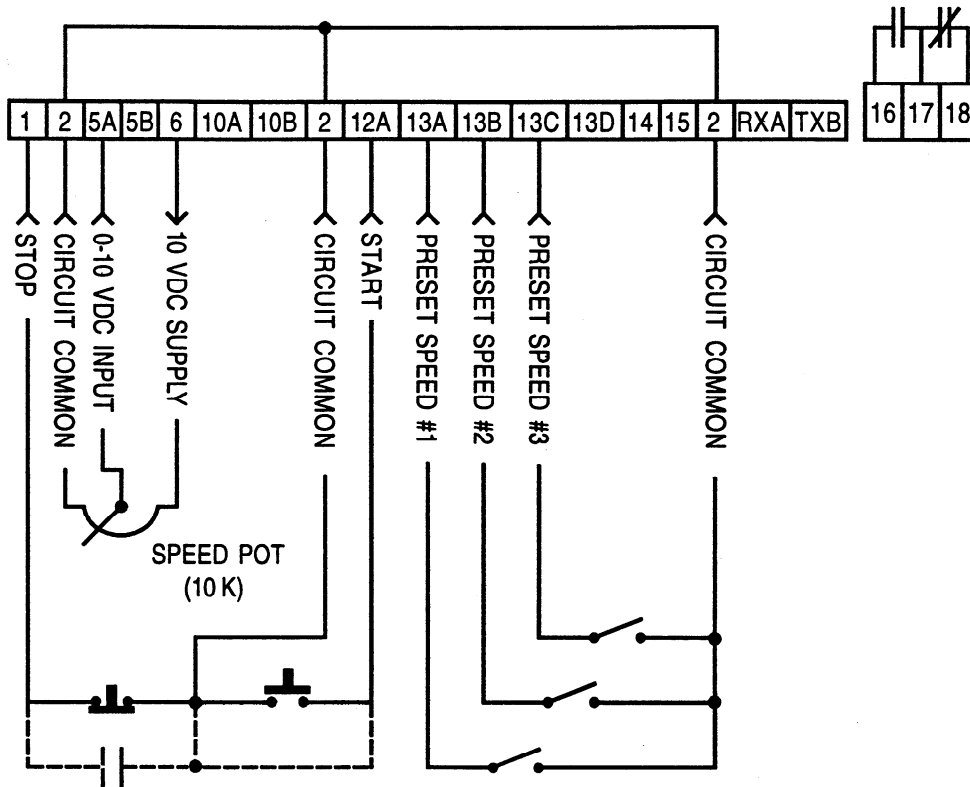 1 2 5A 5B 6 10A 10B 2 12A 13A 13B 13C 13D 14 15 2 RXA TXB
16 17 18
STOP
CIRCUIT COMMON
0-10 VDC INPUT
10 VDC SUPPLY
CIRCUIT COMMON
START
PRESET SPEED #1
PRESET SPEED #2
PRESET SPEED #3
CIRCUIT COMMON
SPEED POT
(10 K)